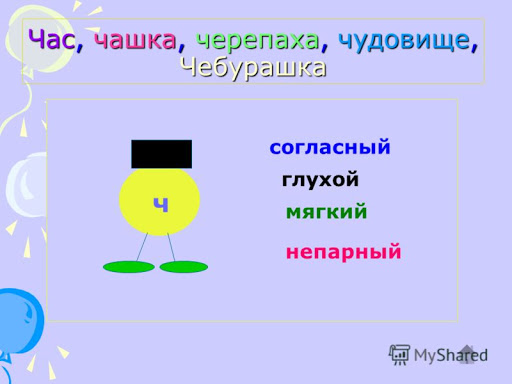 Час, чашка, черепаха, чудовище,
Чебурашка
согласный
глухой
ч
мягкий
непарный
MyShared